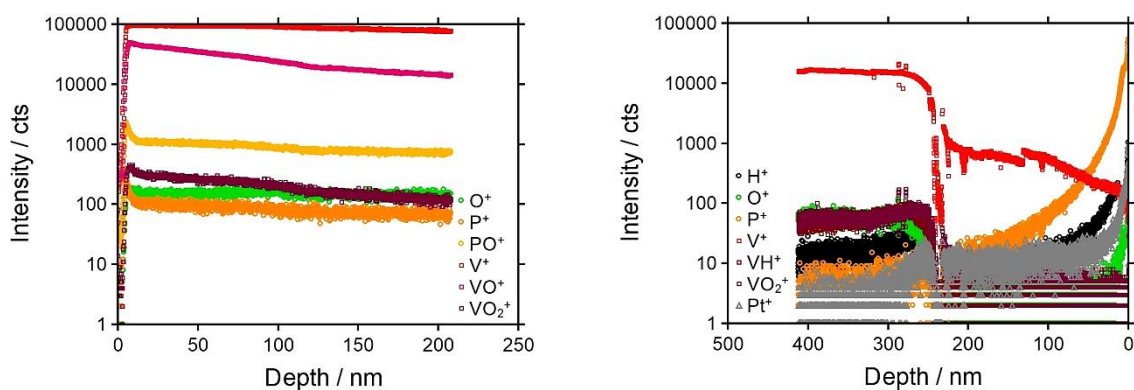 100000
10000
1000
100
10
1
Intensity / cts
0 50 100 150 200 250
Depth / nm
O⁺
P⁺
PO⁺
V⁺
VO⁺
VO₂⁺
100000
10000
1000
100
10
1
Intensity / cts
400 300 200 100 0
Depth / nm
H⁺
O⁺
P⁺
V⁺
VH⁺
VO₂⁺
Pt⁺